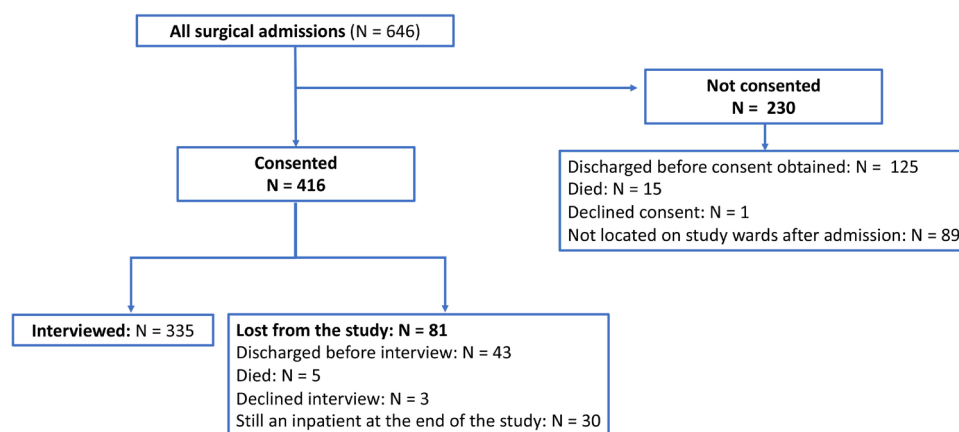 All surgical admissions (N = 646)
Not consented
N =  230
Consented
N = 416
Discharged before consent obtained: N =  125
Died: N = 15
Declined consent: N = 1
Not located on study wards after admission: N = 89
Interviewed: N = 335
Lost from the study: N = 81
Discharged before interview: N = 43
Died: N = 5
Declined interview: N = 3
Still an inpatient at the end of the study: N = 30